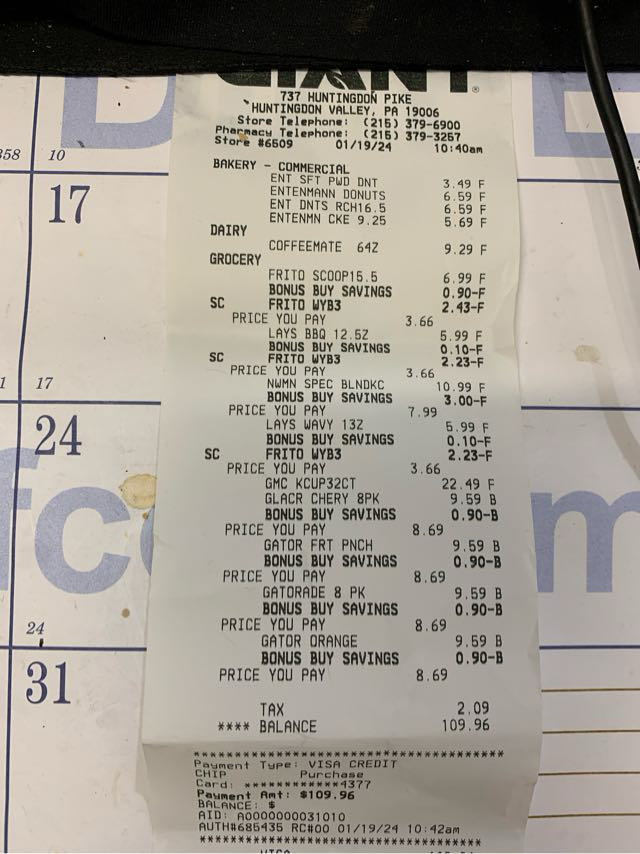 GIANT
737 HUNTINGDON PIKE
HUNTINGDON VALLEY, PA 19006
Store Telephone: (215) 379-6900
Pharmacy Telephone: (215) 379-3257
Store #6509 01/19/24 10:40am
BAKERY - COMMERCIAL
ENT SFT PWD DNT 3.49 F
ENTENMANN DONUTS 6.59 F
ENT DNTS RCH16.5 6.59 F
ENTENMN CKE 9.25 5.69 F
DAIRY
COFFEEMATE 64Z 9.29 F
GROCERY
FRITO SCOOP15.5 6.99 F
BONUS BUY SAVINGS 0.90-F
SC FRITO WYB3 2.43-F
PRICE YOU PAY 3.66
LAYS BBQ 12.5Z 5.99 F
BONUS BUY SAVINGS 0.10-F
SC FRITO WYB3 2.23-F
PRICE YOU PAY 3.66
NWMN SPEC BLNDKC 10.99 F
BONUS BUY SAVINGS 3.00-F
PRICE YOU PAY 7.99
LAYS WAVY 13Z 5.99 F
BONUS BUY SAVINGS 0.10-F
SC FRITO WYB3 2.23-F
PRICE YOU PAY 3.66
GMC KCUP32CT 22.49 F
GLACR CHERY 8PK 9.59 B
BONUS BUY SAVINGS 0.90-B
PRICE YOU PAY 8.69
GATOR FRT PNCH 9.59 B
BONUS BUY SAVINGS 0.90-B
PRICE YOU PAY 8.69
GATORADE 8 PK 9.59 B
BONUS BUY SAVINGS 0.90-B
PRICE YOU PAY 8.69
GATOR ORANGE 9.59 B
BONUS BUY SAVINGS 0.90-B
PRICE YOU PAY 8.69
TAX 2.09
**** BALANCE 109.96
****************************************
Payment Type: VISA CREDIT
CHIP Purchase
Card: ************4377
Payment Amt: $109.96
BALANCE: $
AID: A0000000031010
AUTH#685435 RC#00 01/19/24 10:42am
****************************************
358
10
17
1
17
24
24
31
fc
m